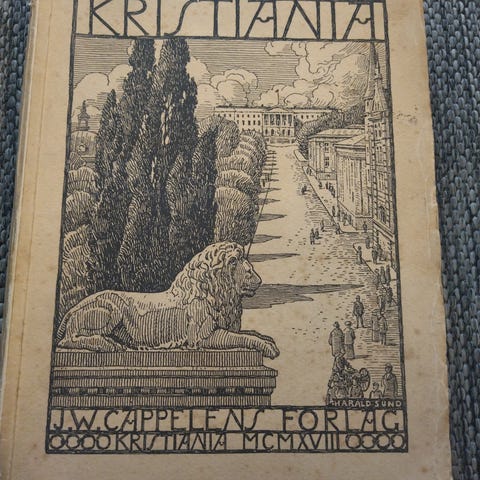 KRISTIANIA
HARALD SUND
J.W. CAPPELENS FORLAG
KRISTIANIA MCMXVIII